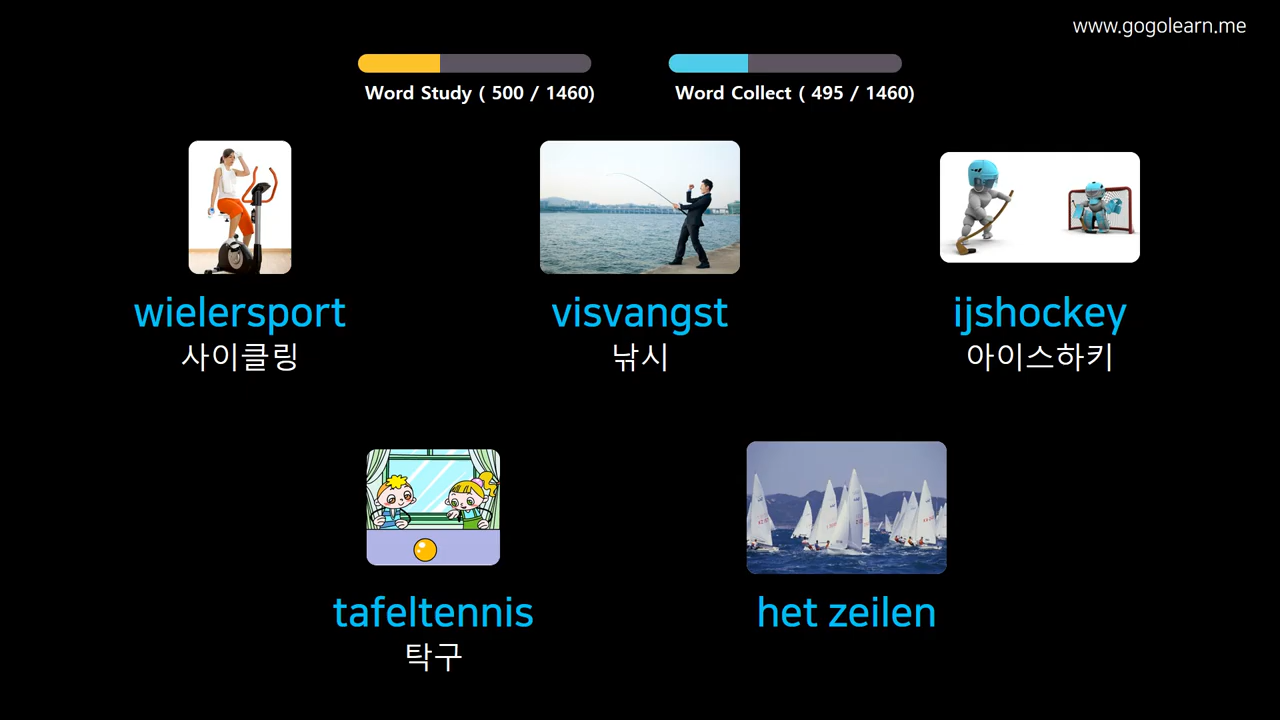 www.gogolearn.me
Word Study ( 500 / 1460)
Word Collect ( 495 / 1460)
wielersport
사이클링
visvangst
낚시
ijshockey
아이스하키
tafeltennis
탁구
het zeilen